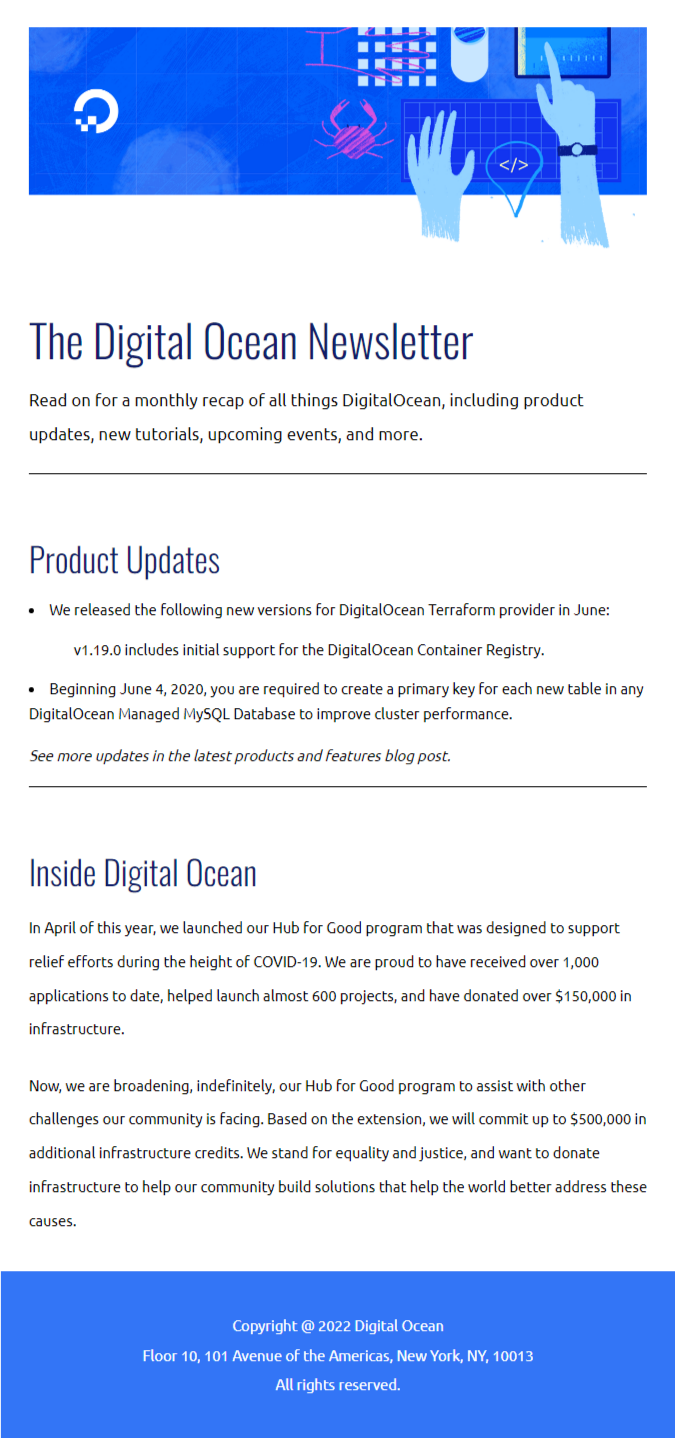 </>
The Digital Ocean Newsletter
Read on for a monthly recap of all things DigitalOcean, including product
updates, new tutorials, upcoming events, and more.
Product Updates
• We released the following new versions for DigitalOcean Terraform provider in June:
v1.19.0 includes initial support for the DigitalOcean Container Registry.
• Beginning June 4, 2020, you are required to create a primary key for each new table in any
DigitalOcean Managed MySQL Database to improve cluster performance.
See more updates in the latest products and features blog post.
Inside Digital Ocean
In April of this year, we launched our Hub for Good program that was designed to support
relief efforts during the height of COVID-19. We are proud to have received over 1,000
applications to date, helped launch almost 600 projects, and have donated over $150,000 in
infrastructure.
Now, we are broadening, indefinitely, our Hub for Good program to assist with other
challenges our community is facing. Based on the extension, we will commit up to $500,000 in
additional infrastructure credits. We stand for equality and justice, and want to donate
infrastructure to help our community build solutions that help the world better address these
causes.
Copyright @ 2022 Digital Ocean
Floor 10, 101 Avenue of the Americas, New York, NY, 10013
All rights reserved.